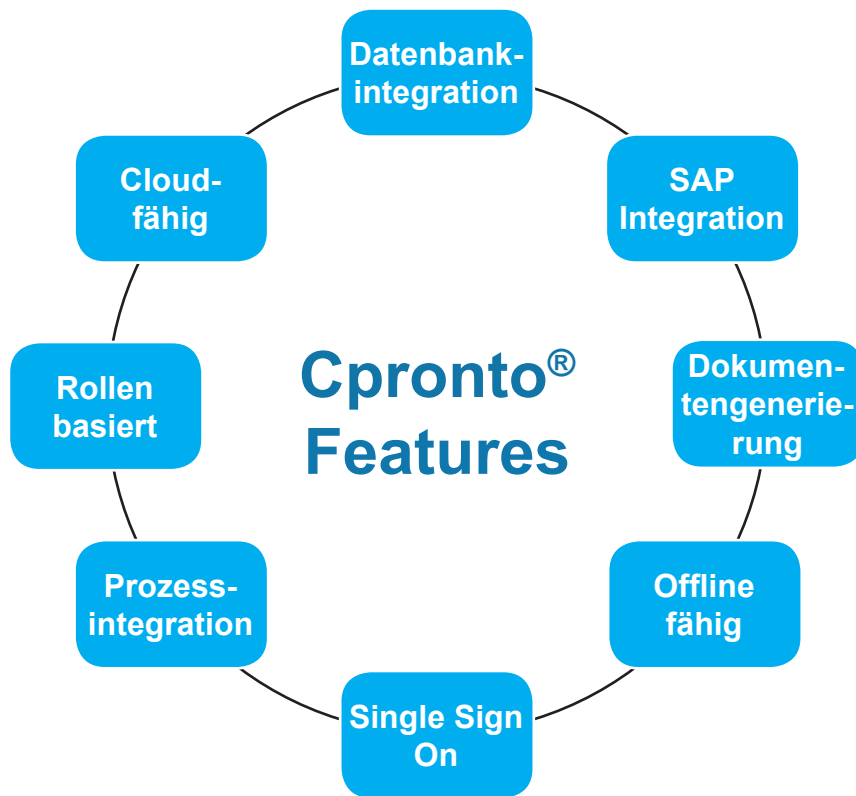 Datenbank-
integration
SAP
Integration
Dokumen-
tengenerie-
rung
Offline
fähig
Single Sign
On
Prozess-
integration
Rollen
basiert
Cloud-
fähig
Cpronto®
Features